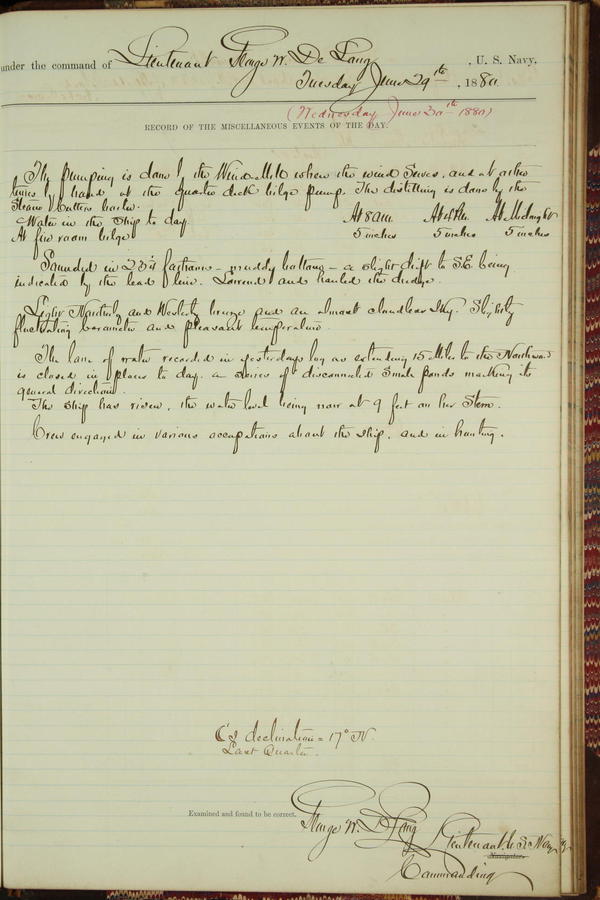 under the command of Lieutenant George W. De Long, U. S. Navy.
Tuesday June 29th, 1880.
(Wednesday June 30th 1880)
RECORD OF THE MISCELLANEOUS EVENTS OF THE DAY.
The pumping is done by the Windmill when the wind serves, and at other
times by hand at the quarter deck bilge pump. The distilling is done by the
Steam Cutters boiler.
Water in the Ship to day. At 8 am At 4 PM At Midnight
At fire room bilge 5 inches 5 inches 5 inches
Sounded in 23½ fathoms - muddy bottom - a slight drift to S.E. being
indicated by the lead line. Lowered and hauled the dredge.
Light Northerly and Westerly breeze and an almost cloudless sky. Slightly
fluctuating barometer and pleasant temperature.
The lane of water recorded in yesterdays log as extending 15 Miles to the Northward
is closed in places to day. a series of disconnected small ponds marking its
general direction.
The Ship has risen, the water level being now at 9 feet on her Stem.
Crew engaged in various occupations about the ship, and in hunting.
☾'s declination = 17° N.
Last Quarter.
Examined and found to be correct.
George W. De Long Lieutenant U.S. Navy
Navigator.
Commanding